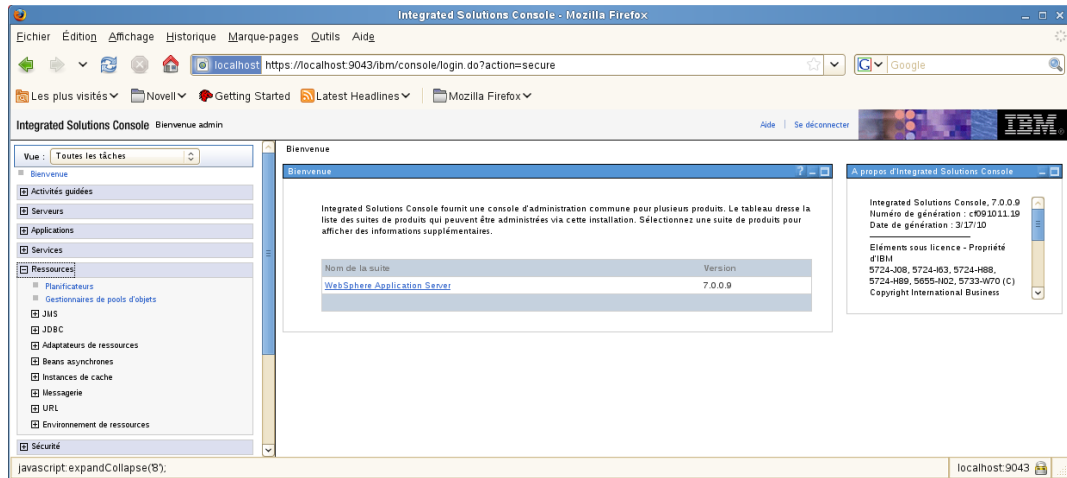 Integrated Solutions Console - Mozilla Firefox
Eichier Édition Affichage Historique Marque-pages Outils Aide
localhost https://localhost:9043/ibm/console/login.do?action=secure
Google
Les plus visités Novell Getting Started Latest Headlines Mozilla Firefox
Integrated Solutions Console Bienvenue admin
Aide | Se déconnecter
IBM
Vue : Toutes les tâches
Bienvenue
Activités guidées
Serveurs
Applications
Services
Ressources
Planificateurs
Gestionnaires de pools d'objets
JMS
JDBC
Adaptateurs de ressources
Beans asynchrones
Instances de cache
Messagerie
URL
Environnement de ressources
Sécurité
Bienvenue
Bienvenue
Integrated Solutions Console fournit une console d'administration commune pour plusieurs produits. Le tableau dresse la
liste des suites de produits qui peuvent être administrées via cette installation. Sélectionnez une suite de produits pour
afficher des informations supplémentaires.
Nom de la suite Version
WebSphere Application Server 7.0.0.9
A propos d'Integrated Solutions Console
Integrated Solutions Console, 7.0.0.9
Numéro de génération : cf091011.19
Date de génération : 3/17/10
Eléments sous licence - Propriété
d'IBM
5724-J08, 5724-I63, 5724-H88,
5724-H89, 5655-N02, 5733-W70 (C)
Copyright International Business
javascript:expandCollapse('8');
localhost:9043